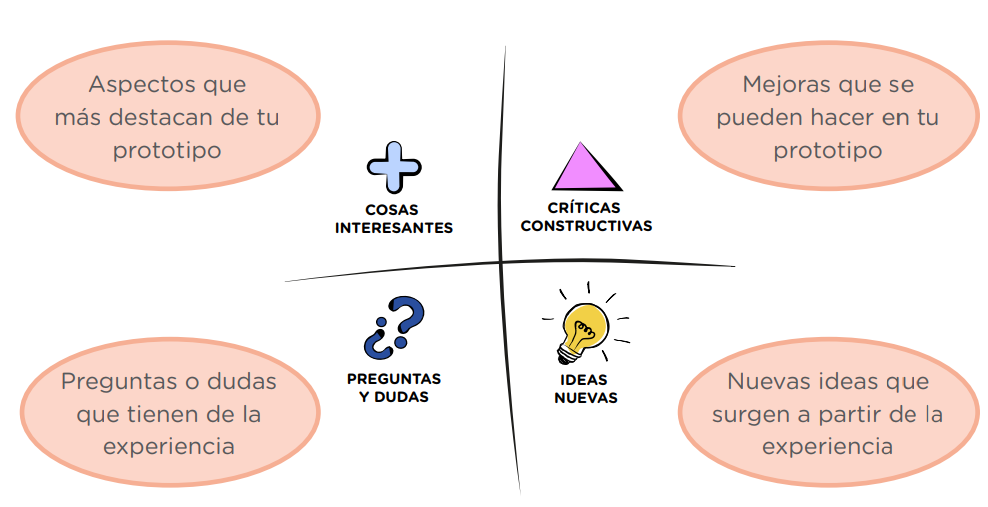 Aspectos que
más destacan de tu
prototipo
Mejoras que se
pueden hacer en tu
prototipo
COSAS
INTERESANTES
CRÍTICAS
CONSTRUCTIVAS
PREGUNTAS
Y DUDAS
IDEAS
NUEVAS
Preguntas o dudas
que tienen de la
experiencia
Nuevas ideas que
surgen a partir de la
experiencia